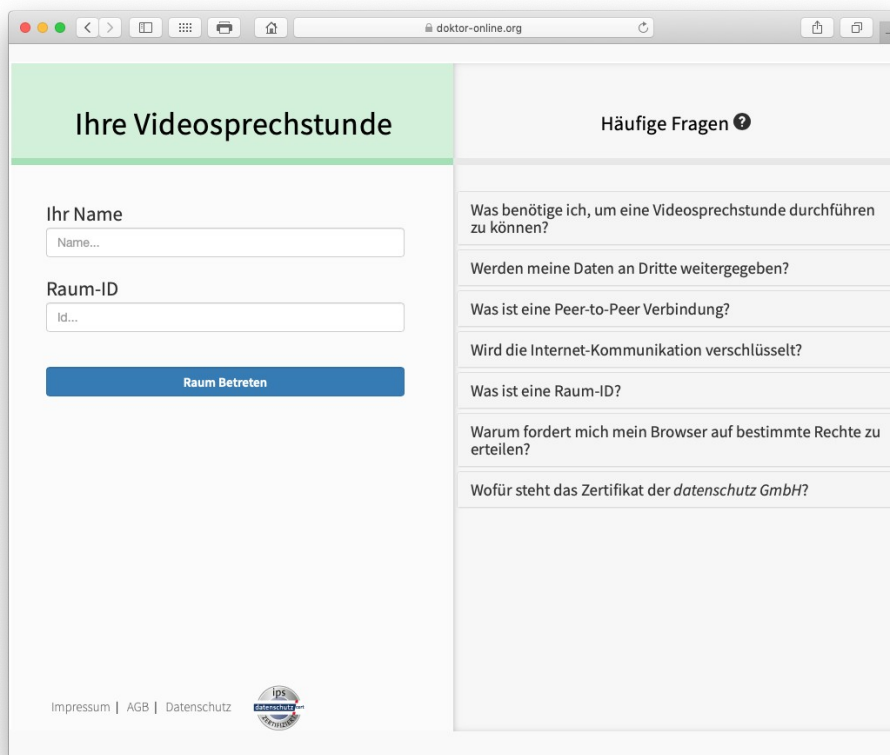 doktor-online.org
Ihre Videosprechstunde
Ihr Name
Name...
Raum-ID
Id...
Raum Betreten
Impressum | AGB | Datenschutz
ips
datenschutz cert
ZERTIFIZIERT
Häufige Fragen ?
Was benötige ich, um eine Videosprechstunde durchführen
zu können?
Werden meine Daten an Dritte weitergegeben?
Was ist eine Peer-to-Peer Verbindung?
Wird die Internet-Kommunikation verschlüsselt?
Was ist eine Raum-ID?
Warum fordert mich mein Browser auf bestimmte Rechte zu
erteilen?
Wofür steht das Zertifikat der datenschutz GmbH?